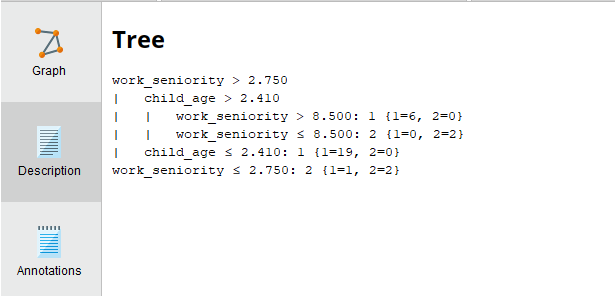 Graph
Description
Annotations
Tree
work_seniority > 2.750
|   child_age > 2.410
|   |   work_seniority > 8.500: 1 {1=6, 2=0}
|   |   work_seniority ≤ 8.500: 2 {1=0, 2=2}
|   child_age ≤ 2.410: 1 {1=19, 2=0}
work_seniority ≤ 2.750: 2 {1=1, 2=2}